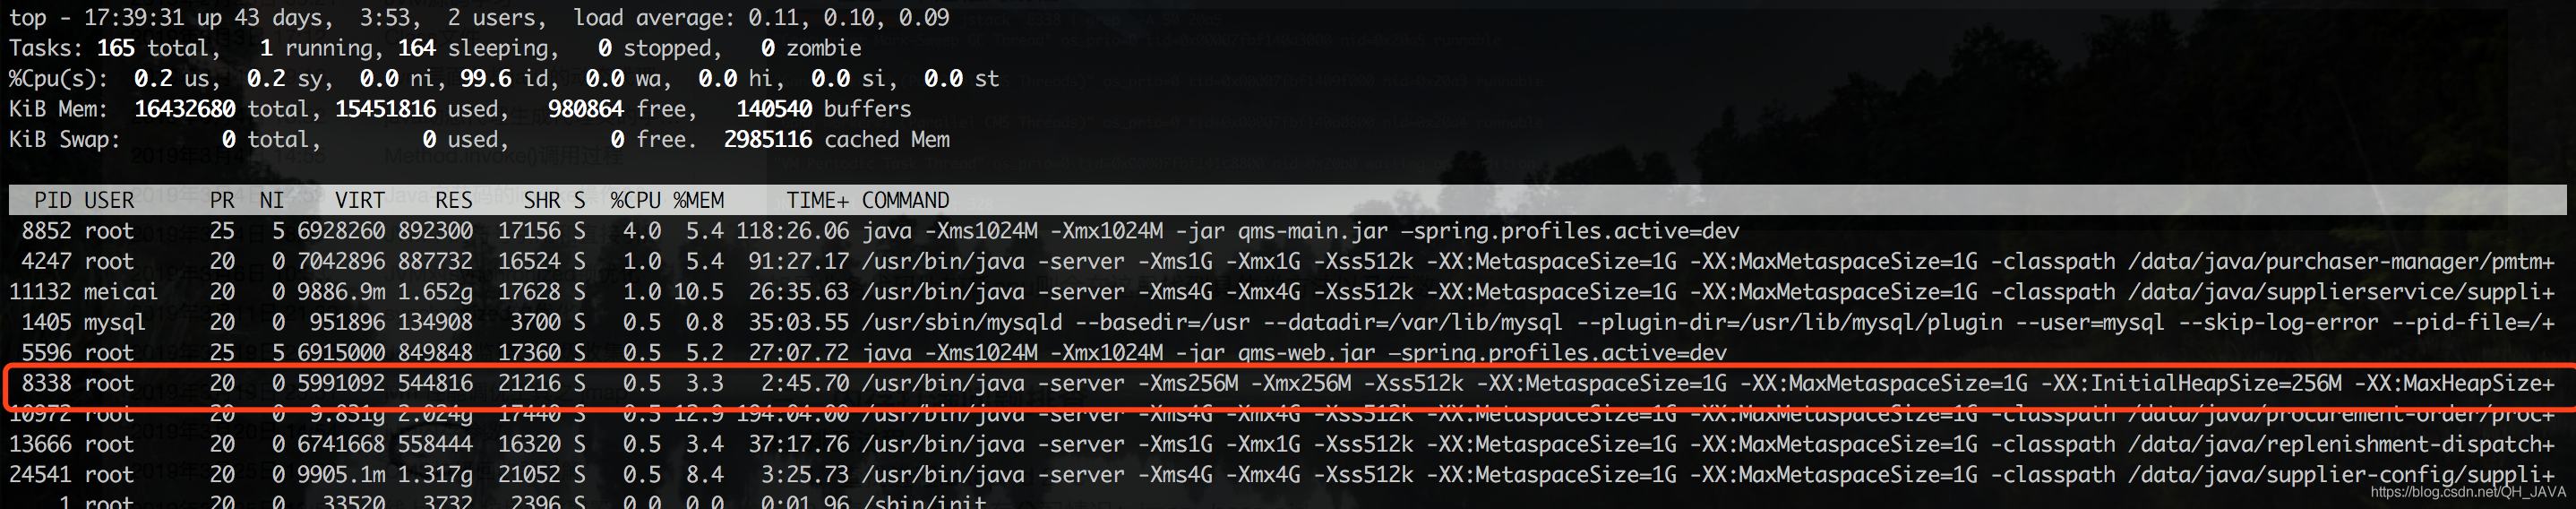 top - 17:39:31 up 43 days,  3:53,  2 users,  load average: 0.11, 0.10, 0.09
Tasks: 165 total,   1 running, 164 sleeping,   0 stopped,   0 zombie
%Cpu(s):  0.2 us,  0.2 sy,  0.0 ni, 99.6 id,  0.0 wa,  0.0 hi,  0.0 si,  0.0 st
KiB Mem:  16432680 total, 15451816 used,   980864 free,   140540 buffers
KiB Swap:        0 total,        0 used,        0 free.  2985116 cached Mem
2019年3月4 14:55 Method.invoke()调用过程
  PID USER      PR  NI    VIRT    RES    SHR S  %CPU %MEM     TIME+ COMMAND
 8852 root      25   5 6928260 892300  17156 S   4.0  5.4 118:26.06 java -Xms1024M -Xmx1024M -jar qms-main.jar —spring.profiles.active=dev
 4247 root      20   0 7042896 887732  16524 S   1.0  5.4  91:27.17 /usr/bin/java -server -Xms1G -Xmx1G -Xss512k -XX:MetaspaceSize=1G -XX:MaxMetaspaceSize=1G -classpath /data/java/purchaser-manager/pmtm+
11132 meicai    20   0 9886.9m 1.652g  17628 S   1.0 10.5  26:35.63 /usr/bin/java -server -Xms4G -Xmx4G -Xss512k -XX:MetaspaceSize=1G -XX:MaxMetaspaceSize=1G -classpath /data/java/supplierservice/suppli+
 1405 mysql     20   0  951896 134908   3700 S   0.5  0.8  35:03.55 /usr/sbin/mysqld --basedir=/usr --datadir=/var/lib/mysql --plugin-dir=/usr/lib/mysql/plugin --user=mysql --skip-log-error --pid-file=/+
 5596 root      25   5 6915000 849848  17360 S   0.5  5.2  27:07.72 java -Xms1024M -Xmx1024M -jar qms-web.jar —spring.profiles.active=dev
 8338 root      20   0 5991092 544816  21216 S   0.5  3.3   2:45.70 /usr/bin/java -server -Xms256M -Xmx256M -Xss512k -XX:MetaspaceSize=1G -XX:MaxMetaspaceSize=1G -XX:InitialHeapSize=256M -XX:MaxHeapSize+
10972 root      20   0  9.831g 2.024g  17440 S   0.5 12.9 194:04.00 /usr/bin/java -server -Xms4G -Xmx4G -Xss512k -XX:MetaspaceSize=1G -XX:MaxMetaspaceSize=1G -classpath /data/java/procurement-order/proc+
13666 root      20   0 6741668 558444  16320 S   0.5  3.4  37:17.76 /usr/bin/java -server -Xms1G -Xmx1G -Xss512k -XX:MetaspaceSize=1G -XX:MaxMetaspaceSize=1G -classpath /data/java/replenishment-dispatch+
24541 root      20   0 9905.1m 1.317g  21052 S   0.5  8.4   3:25.73 /usr/bin/java -server -Xms4G -Xmx4G -Xss512k -XX:MetaspaceSize=1G -XX:MaxMetaspaceSize=1G -classpath /data/java/supplier-config/suppli+
    1 root      20   0   33520   3732   2396 S   0.0  0.0   0:01.96 /sbin/init
https://blog.csdn.net/QH_JAVA